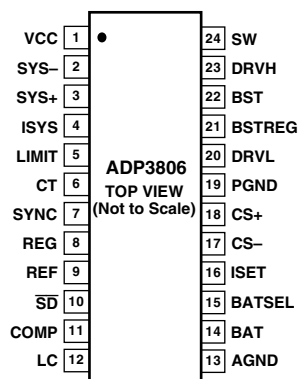 VCC 1
SYS– 2
SYS+ 3
ISYS 4
LIMIT 5
CT 6
SYNC 7
REG 8
REF 9
SD 10
COMP 11
LC 12
ADP3806
TOP VIEW
(Not to Scale)
24 SW
23 DRVH
22 BST
21 BSTREG
20 DRVL
19 PGND
18 CS+
17 CS–
16 ISET
15 BATSEL
14 BAT
13 AGND